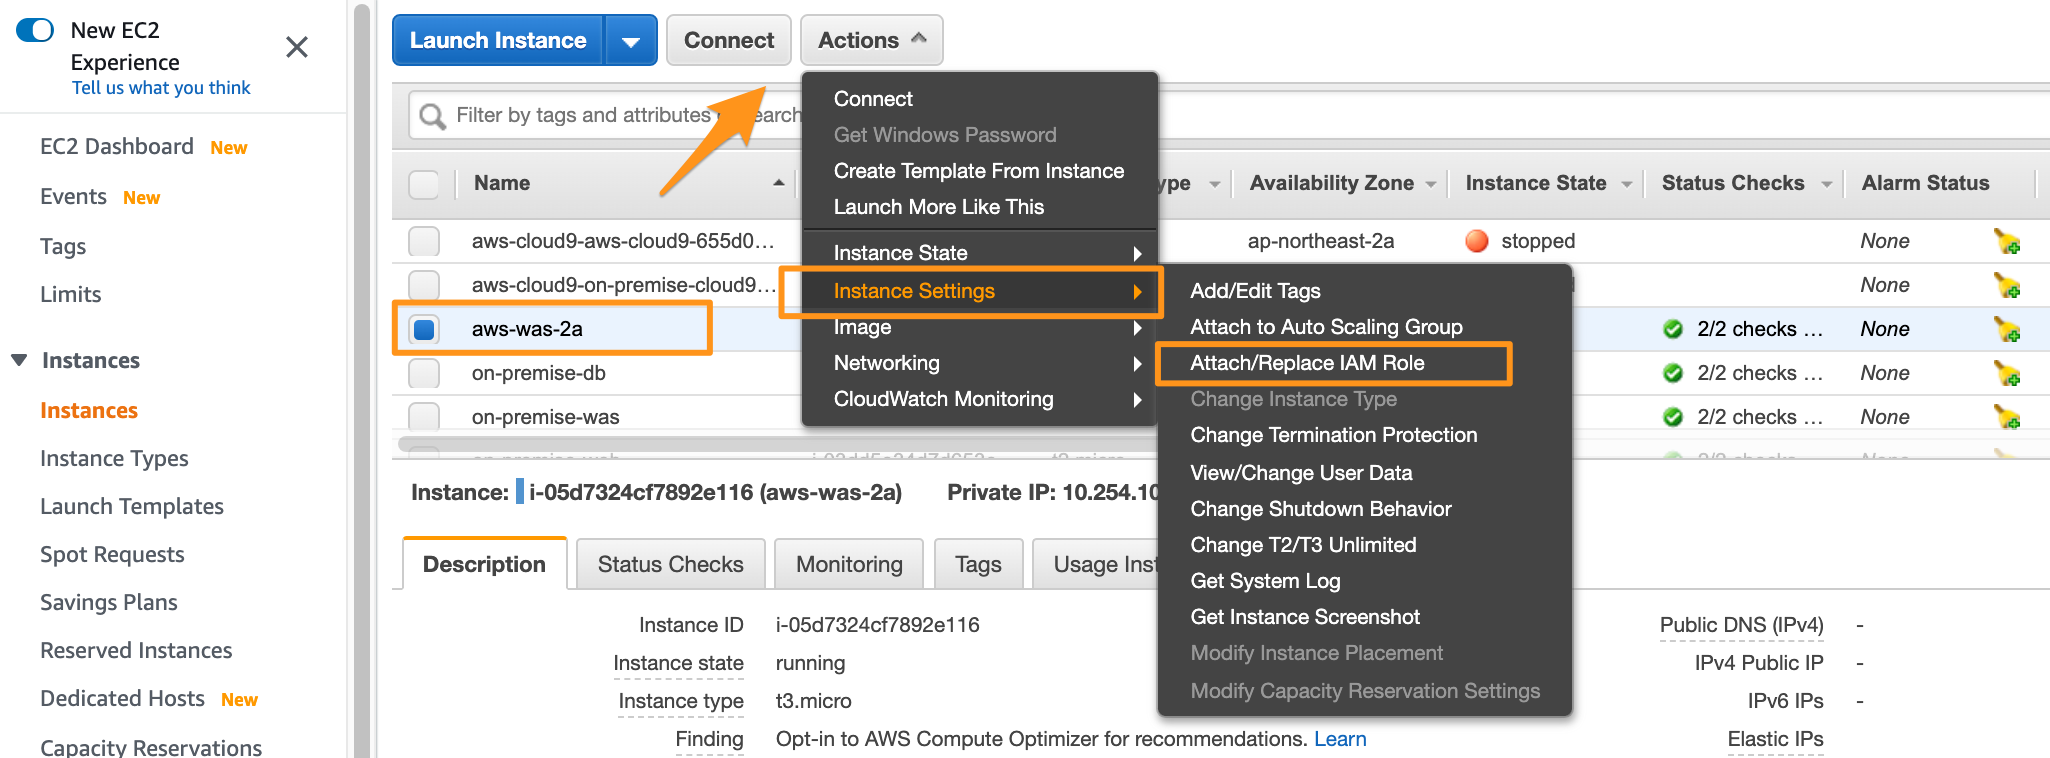 New EC2
Experience
Tell us what you think
EC2 Dashboard New
Events New
Tags
Limits
Instances
Instances
Instance Types
Launch Templates
Spot Requests
Savings Plans
Reserved Instances
Dedicated Hosts New
Capacity Reservations
Launch Instance
Connect
Actions
Filter by tags and attributes
Connect
Get Windows Password
Create Template From Instance
Launch More Like This
Instance State
Instance Settings
Image
Networking
CloudWatch Monitoring
Add/Edit Tags
Attach to Auto Scaling Group
Attach/Replace IAM Role
Change Instance Type
Change Termination Protection
View/Change User Data
Change Shutdown Behavior
Change T2/T3 Unlimited
Get System Log
Get Instance Screenshot
Modify Instance Placement
Modify Capacity Reservation Settings
Name Availability Zone Instance State Status Checks Alarm Status
aws-cloud9-aws-cloud9-655d0... ap-northeast-2a stopped None
aws-cloud9-on-premise-cloud9... None
aws-was-2a 2/2 checks ... None
on-premise-db 2/2 checks ... None
on-premise-was 2/2 checks ... None
Instance: i-05d7324cf7892e116 (aws-was-2a) Private IP: 10.254.10
Description Status Checks Monitoring Tags Usage Inst
Instance ID i-05d7324cf7892e116 Public DNS (IPv4) -
Instance state running IPv4 Public IP -
Instance type t3.micro IPv6 IPs -
Finding Opt-in to AWS Compute Optimizer for recommendations. Learn Elastic IPs